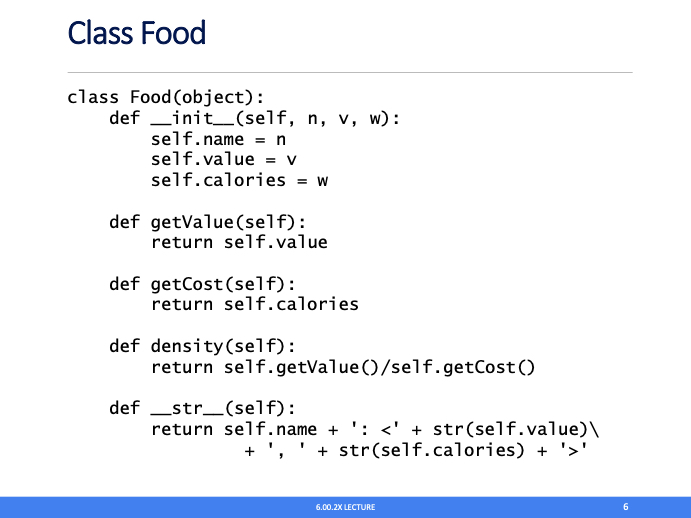 Class Food
class Food(object):
    def __init__(self, n, v, w):
        self.name = n
        self.value = v
        self.calories = w
    def getValue(self):
        return self.value
    def getCost(self):
        return self.calories
    def density(self):
        return self.getValue()/self.getCost()
    def __str__(self):
        return self.name + ': <' + str(self.value)\
                 + ', ' + str(self.calories) + '>'
6.00.2X LECTURE
6